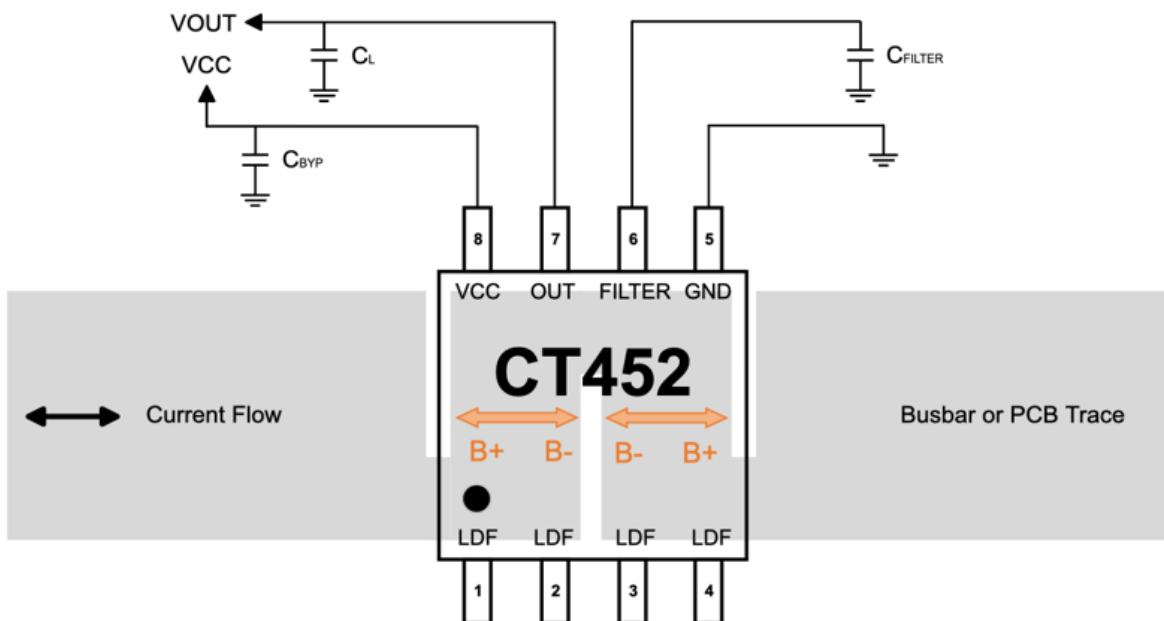 VOUT
VCC
CL
CFILTER
CBYP
8 7 6 5
VCC OUT FILTER GND
CT452
Current Flow
Busbar or PCB Trace
B+ B- B- B+
LDF LDF LDF LDF
1 2 3 4